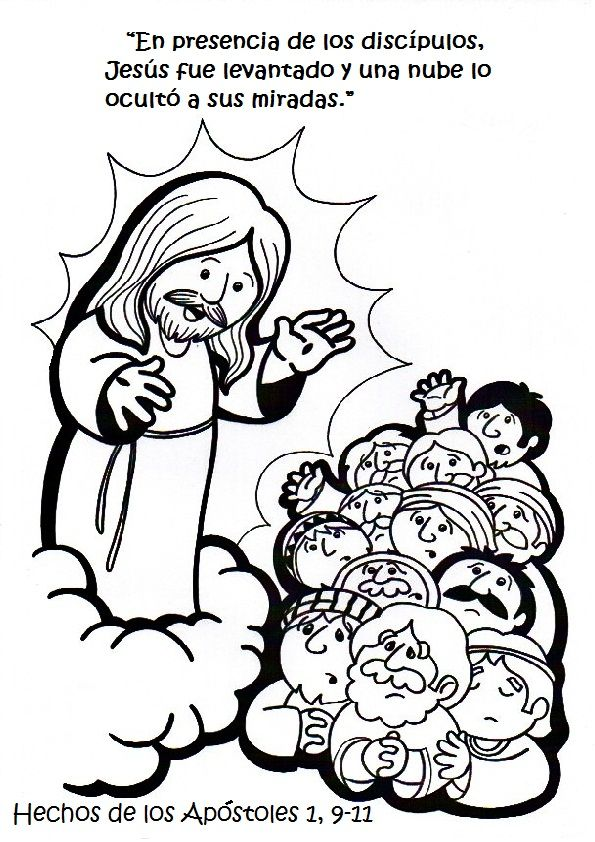 “En presencia de los discípulos,
Jesús fue levantado y una nube lo
ocultó a sus miradas.”
Hechos de los Apóstoles 1, 9-11